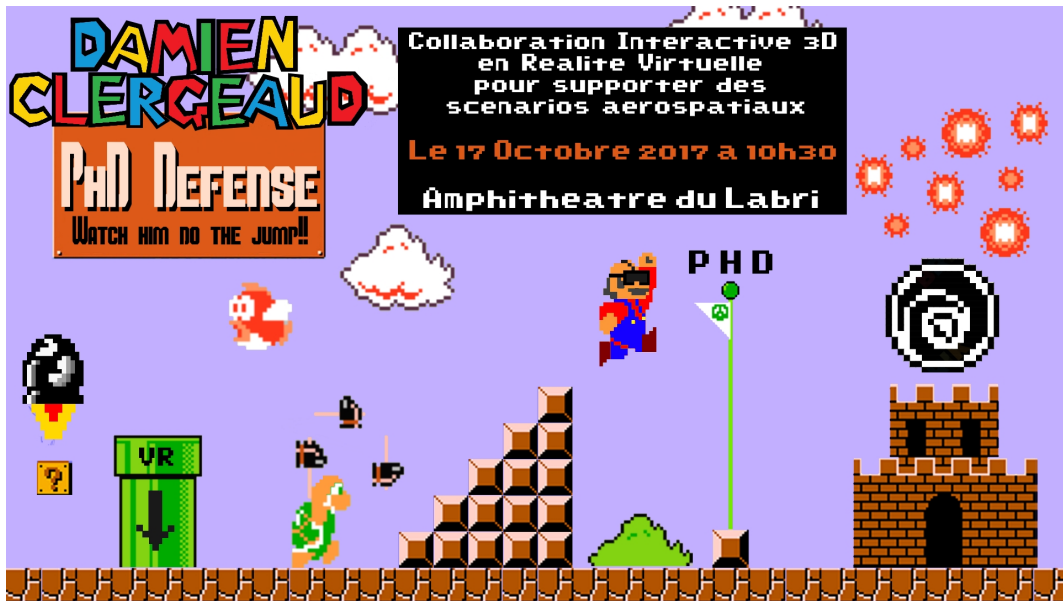 DAMIEN
CLERGEAUD
PHD DEFENSE
WATCH HIM DO THE JUMP!!
Collaboration Interactive 3D
en Realite Virtuelle
pour supporter des
scenarios aerospatiaux
Le 17 Octobre 2017 a 10h30
Amphitheatre du Labri
PHD
VR
?